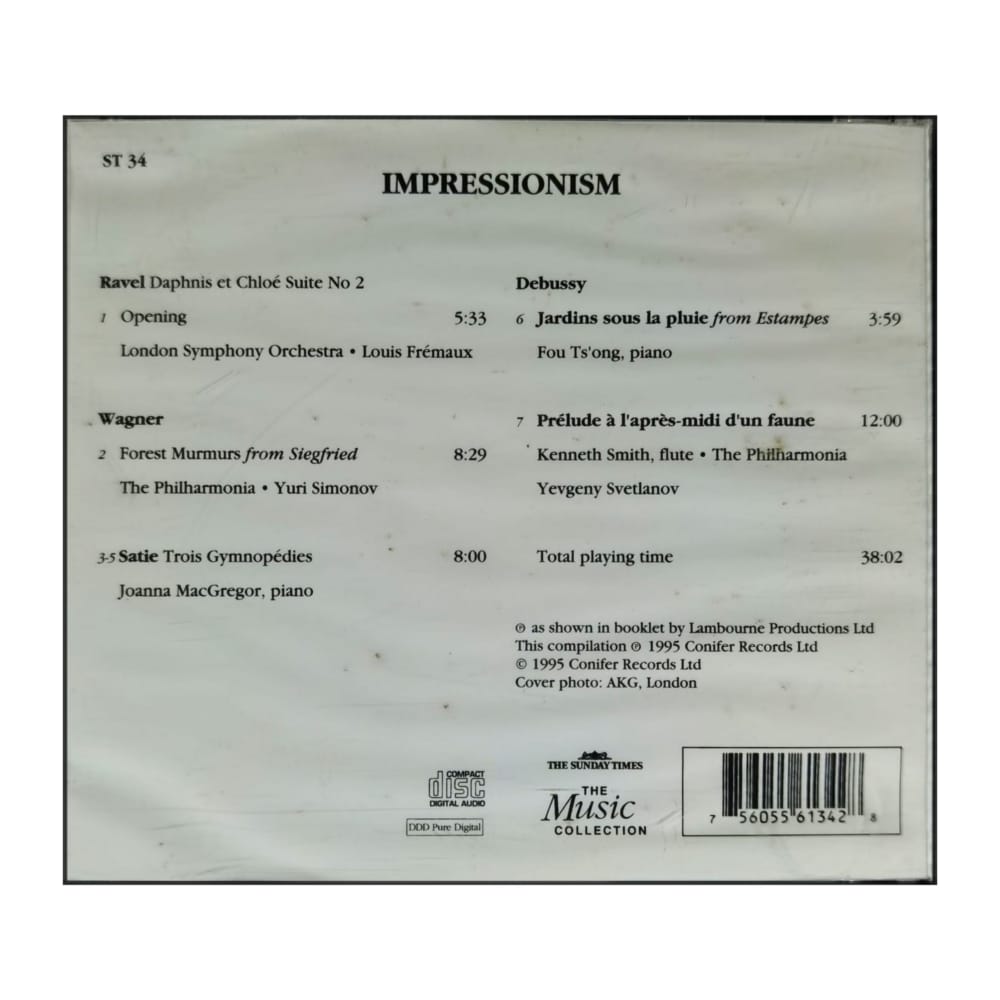 ST 34
IMPRESSIONISM
Ravel Daphnis et Chloé Suite No 2
1 Opening 5:33
London Symphony Orchestra • Louis Frémaux
Wagner
2 Forest Murmurs from Siegfried 8:29
The Philharmonia • Yuri Simonov
3-5 Satie Trois Gymnopédies 8:00
Joanna MacGregor, piano
Debussy
6 Jardins sous la pluie from Estampes 3:59
Fou Ts'ong, piano
7 Prélude à l'après-midi d'un faune 12:00
Kenneth Smith, flute • The Philharmonia
Yevgeny Svetlanov
Total playing time 38:02
℗ as shown in booklet by Lambourne Productions Ltd
This compilation ℗ 1995 Conifer Records Ltd
© 1995 Conifer Records Ltd
Cover photo: AKG, London
COMPACT
disc
DIGITAL AUDIO
DDD Pure Digital
THE SUNDAY TIMES
THE
Music
COLLECTION
7 56055 61342 8